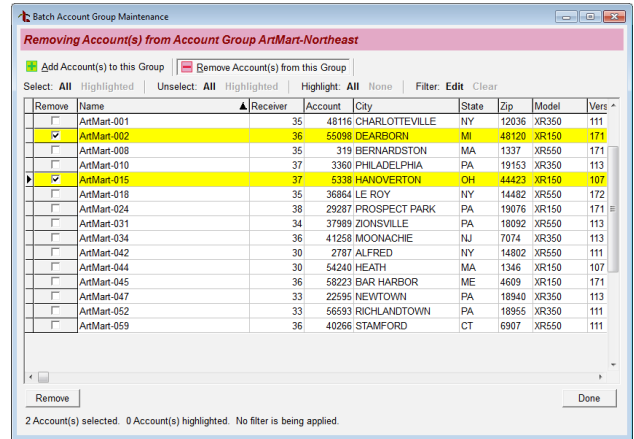 Batch Account Group Maintenance
Removing Account(s) from Account Group ArtMart-Northeast
Add Account(s) to this Group Remove Account(s) from this Group
Select: All Highlighted Unselect: All Highlighted Highlight: All None Filter: Edit Clear
Remove Name Receiver Account City State Zip Model Vers
ArtMart-001 35 48116 CHARLOTTEVILLE NY 12036 XR350 111
ArtMart-002 36 55098 DEARBORN MI 48120 XR150 171
ArtMart-008 35 319 BERNARDSTON MA 1337 XR550 171
ArtMart-010 37 3360 PHILADELPHIA PA 19153 XR350 113
ArtMart-015 37 5338 HANOVERTON OH 44423 XR150 107
ArtMart-018 35 36864 LE ROY NY 14482 XR550 172
ArtMart-024 38 29287 PROSPECT PARK PA 19076 XR150 171
ArtMart-031 34 37989 ZIONSVILLE PA 18092 XR550 113
ArtMart-034 36 41258 MOONACHIE NJ 7074 XR350 113
ArtMart-042 30 2787 ALFRED NY 14802 XR550 111
ArtMart-044 30 54240 HEATH MA 1346 XR150 107
ArtMart-045 36 58223 BAR HARBOR ME 4609 XR150 171
ArtMart-047 33 22595 NEWTOWN PA 18940 XR350 113
ArtMart-052 33 56593 RICHLANDTOWN PA 18955 XR350 111
ArtMart-059 36 40266 STAMFORD CT 6907 XR550 111
Remove Done
2 Account(s) selected. 0 Account(s) highlighted. No filter is being applied.